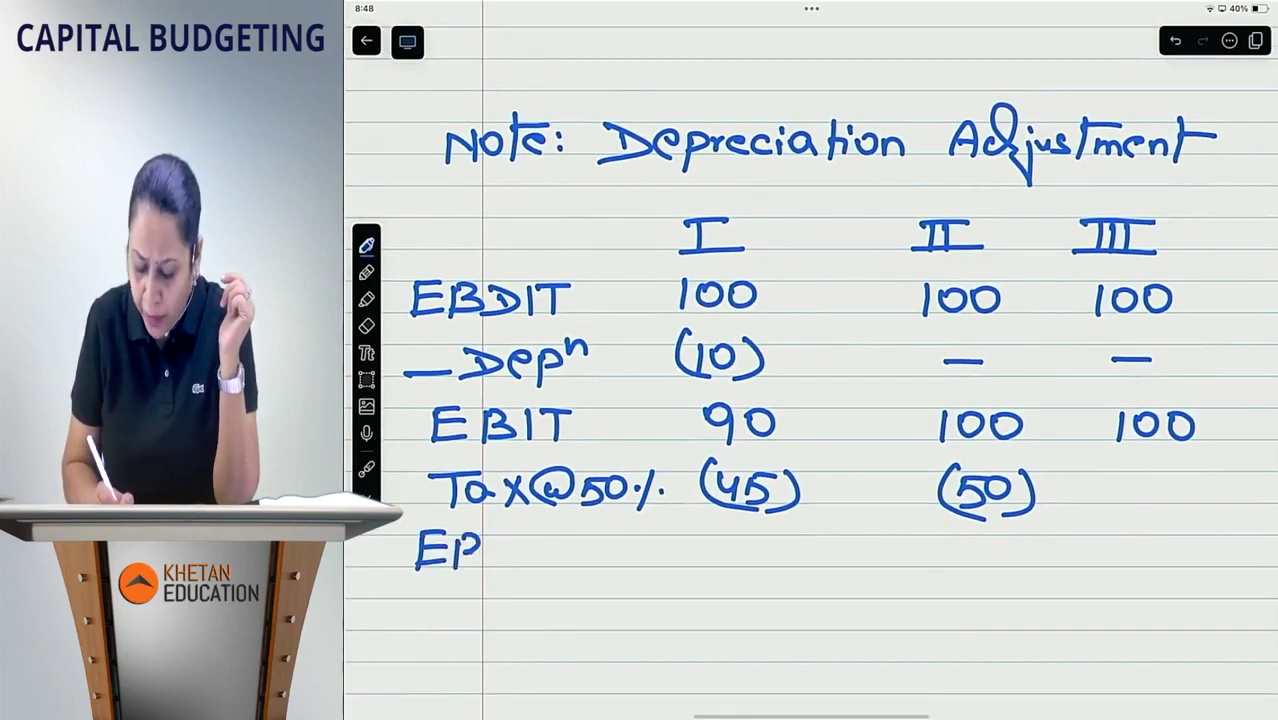 8:48
40%
CAPITAL BUDGETING
Note: Depreciation Adjustment
I II III
EBDIT 100 100 100
– Depⁿ (10) – –
EBIT 90 100 100
Tax@50% (45) (50)
EP
Tt
KHETAN
EDUCATION